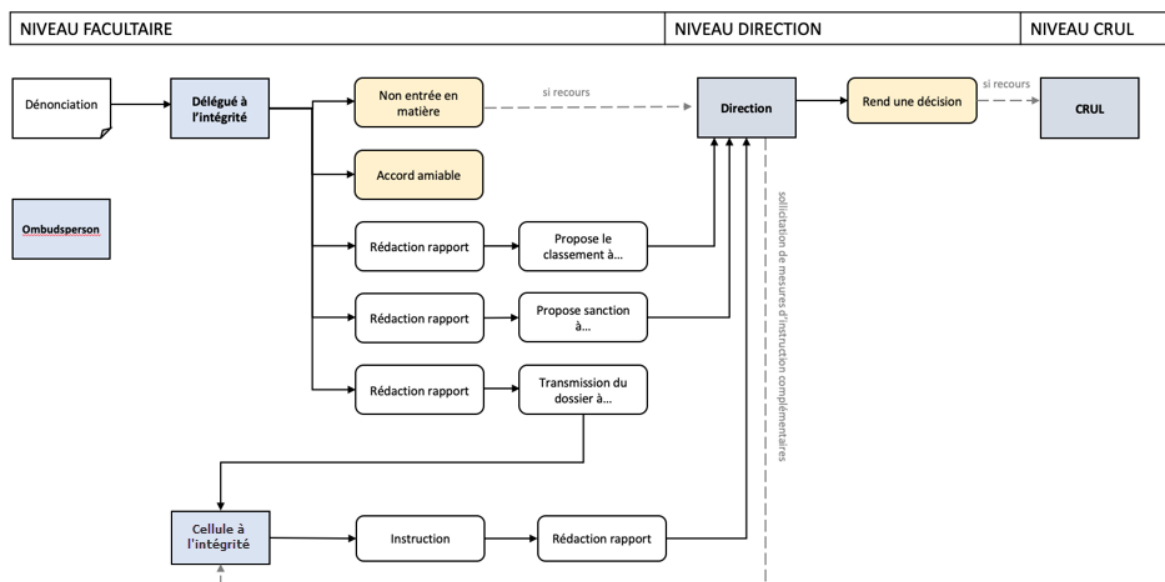 NIVEAU FACULTAIRE
NIVEAU DIRECTION
NIVEAU CRUL
Dénonciation
Délégué à
l'intégrité
Non entrée en
matière
si recours
Direction
Rend une décision
si recours
CRUL
Accord amiable
Ombudsperson
Rédaction rapport
Propose le
classement à...
Rédaction rapport
Propose sanction
à...
Rédaction rapport
Transmission du
dossier à...
sollicitation de mesures d'instruction complémentaires
Cellule à
l'intégrité
Instruction
Rédaction rapport